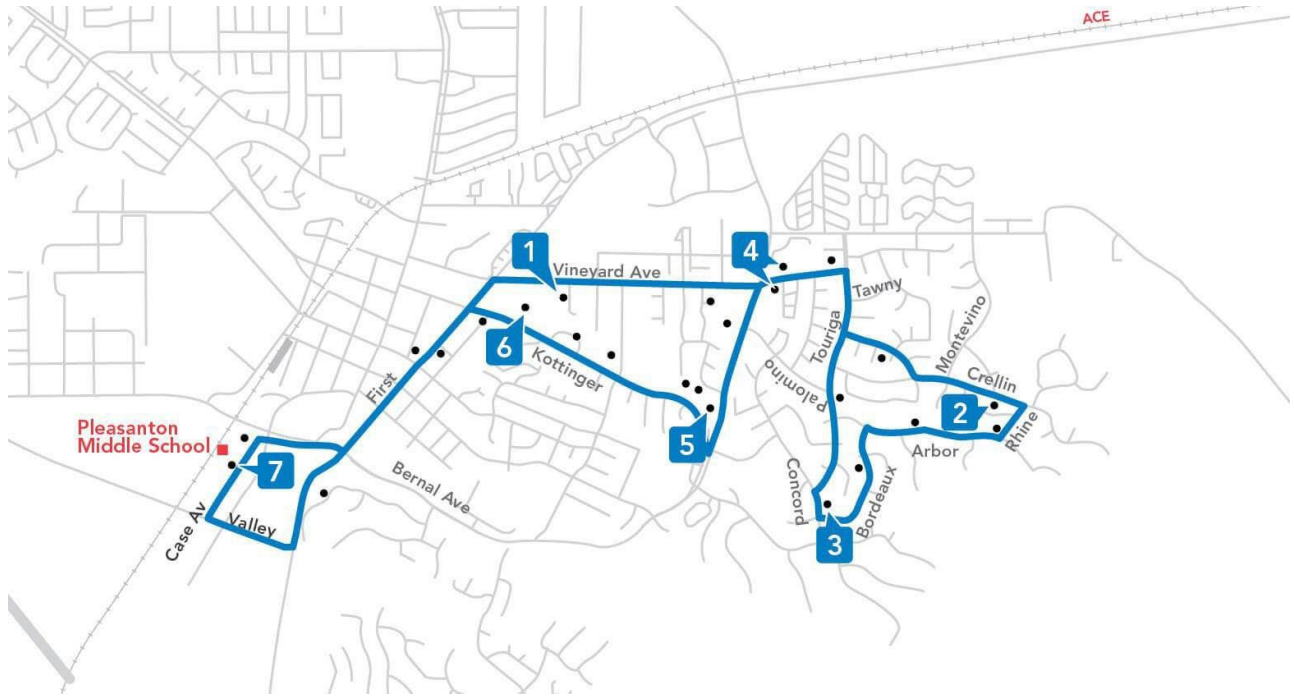 ACE
1
Vineyard Ave
4
Tawny
Montevino
6
Kottinger
Touriga
Palomino
Crellin
2
Rhine
First
5
Arbor
Pleasanton
Middle School
7
Bernal Ave
Concord
Bordeaux
3
Case Av
Valley